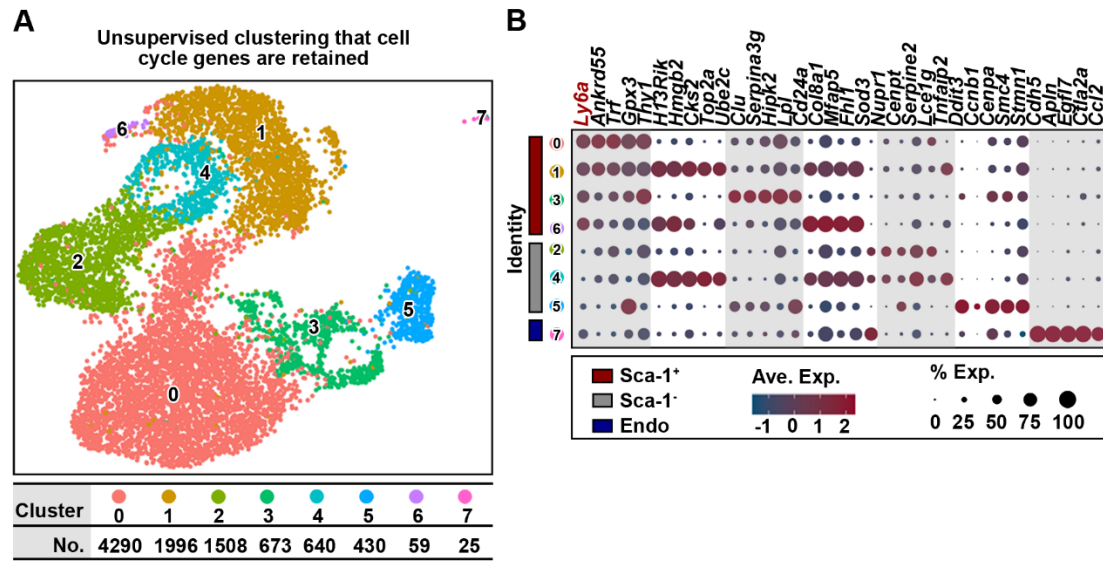 A
Unsupervised clustering that cell
cycle genes are retained
6
1
7
4
2
3
5
0
Cluster 0 1 2 3 4 5 6 7
No. 4290 1996 1508 673 640 430 59 25
B
Ly6a Ankrd55 Trf Gpx3 Thy1 H13Rik Hmgb2 Cks2 Top2a Ube2c Clu Serpina3g Hipk2 Lpl Cd24a Col8a1 Mfap5 Fhl1 Sod3 Nupr1 Cenpt Serpine2 Lce1g Tnfaip2 Ddit3 Ccnb1 Cenpa Smc4 Stmn1 Cdh5 Apln Egfl7 Ctla2a Ccl2
Identity
0
1
3
6
2
4
5
7
Sca-1+
Sca-1-
Endo
Ave. Exp.
-1 0 1 2
% Exp.
0 25 50 75 100